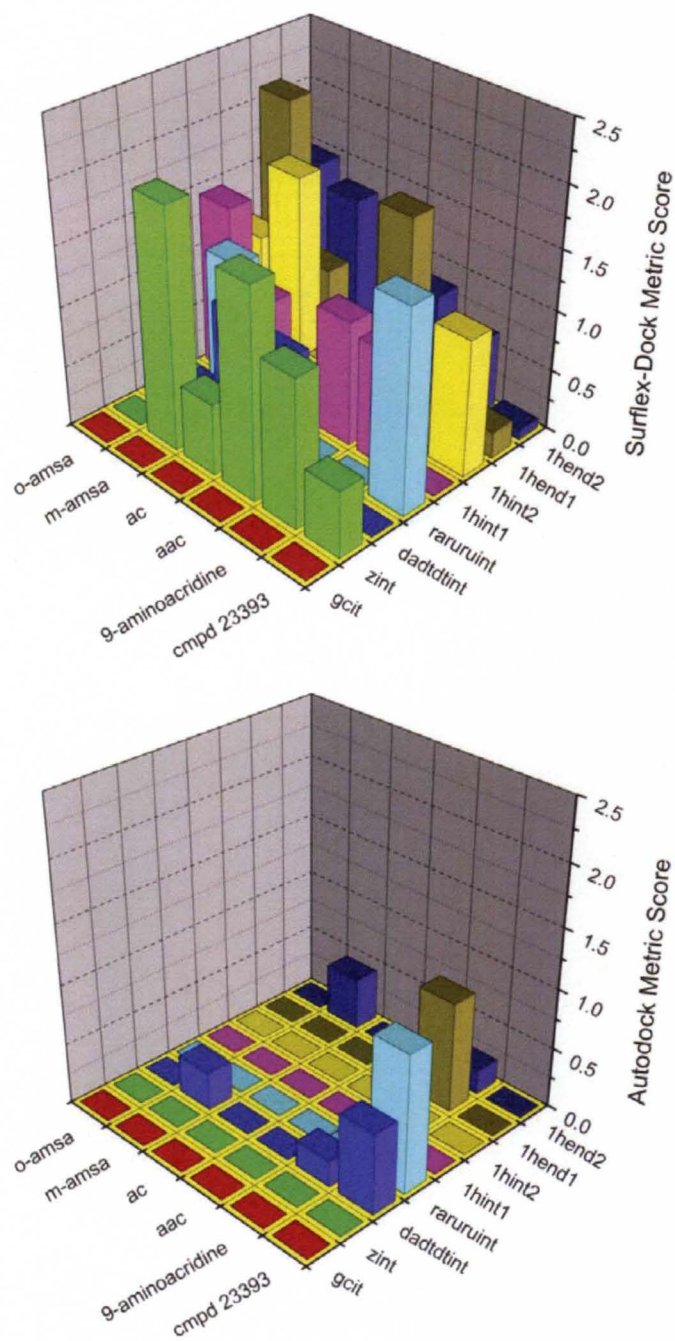 2.5
2.0
1.5
1.0
0.5
0.0
Surflex-Dock Metric Score
o-amsa
m-amsa
ac
aac
9-aminoacridine
cmpd 23393
gcit
zint
dadtdtint
raruruint
1hint1
1hint2
1hend1
1hend2
2.5
2.0
1.5
1.0
0.5
0.0
Autodock Metric Score
o-amsa
m-amsa
ac
aac
9-aminoacridine
cmpd 23393
gcit
zint
dadtdtint
raruruint
1hint1
1hint2
1hend1
1hend2